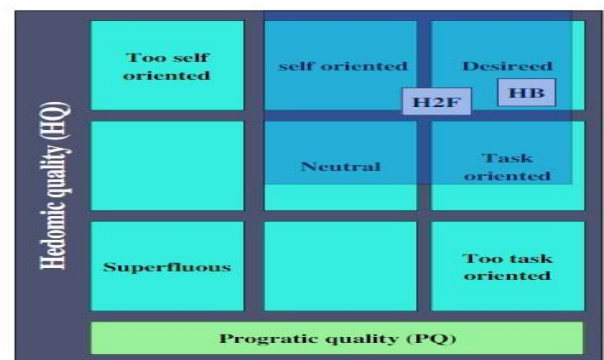 Hedomic quality (HQ)
Too self
oriented
self oriented
Desireed
H2F
HB
Neutral
Task
oriented
Superfluous
Too task
oriented
Progratic quality (PQ)